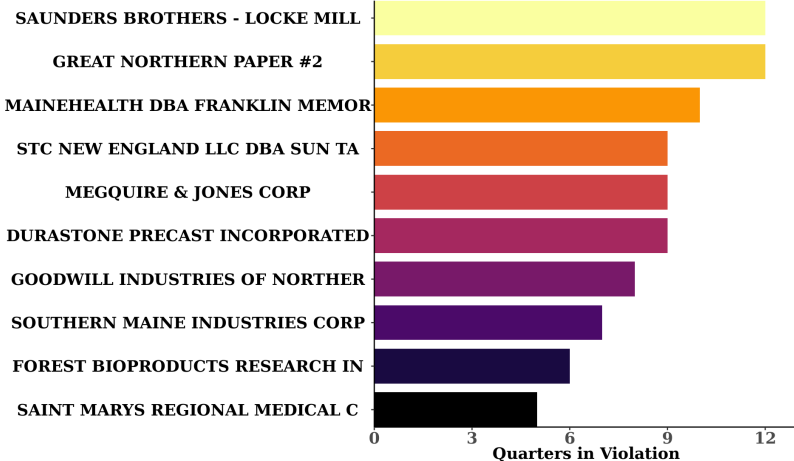 SAUNDERS BROTHERS - LOCKE MILL
GREAT NORTHERN PAPER #2
MAINEHEALTH DBA FRANKLIN MEMOR
STC NEW ENGLAND LLC DBA SUN TA
MEGQUIRE & JONES CORP
DURASTONE PRECAST INCORPORATED
GOODWILL INDUSTRIES OF NORTHER
SOUTHERN MAINE INDUSTRIES CORP
FOREST BIOPRODUCTS RESEARCH IN
SAINT MARYS REGIONAL MEDICAL C
0 3 6 9 12
Quarters in Violation